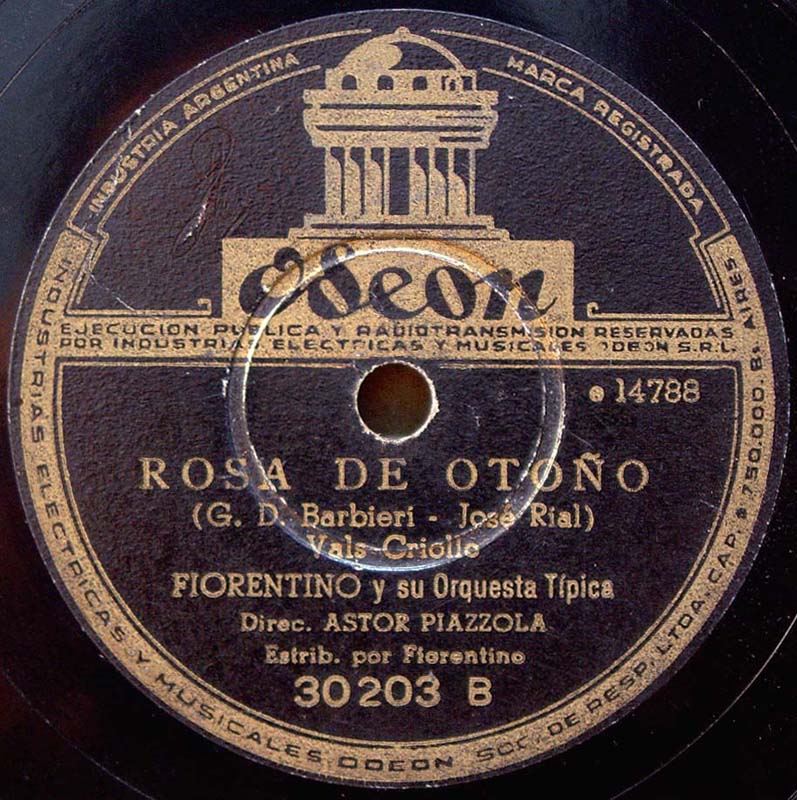 INDUSTRIA ARGENTINA
MARCA REGISTRADA
Odeon
EJECUCION PUBLICA Y RADIOTRANSMISION RESERVADAS
POR INDUSTRIAS ELECTRICAS Y MUSICALES ODEON S.R.L.
14788
ROSA DE OTOÑO
(G. D. Barbieri - José Rial)
Vals Criollo
FIORENTINO y su Orquesta Típica
Direc. ASTOR PIAZZOLA
Estrib. por Fiorentino
30203 B
INDUSTRIAS ELECTRICAS Y MUSICALES ODEON SOC. DE RESP. LTDA. CAP. $ 750.000. Bs. AIRES